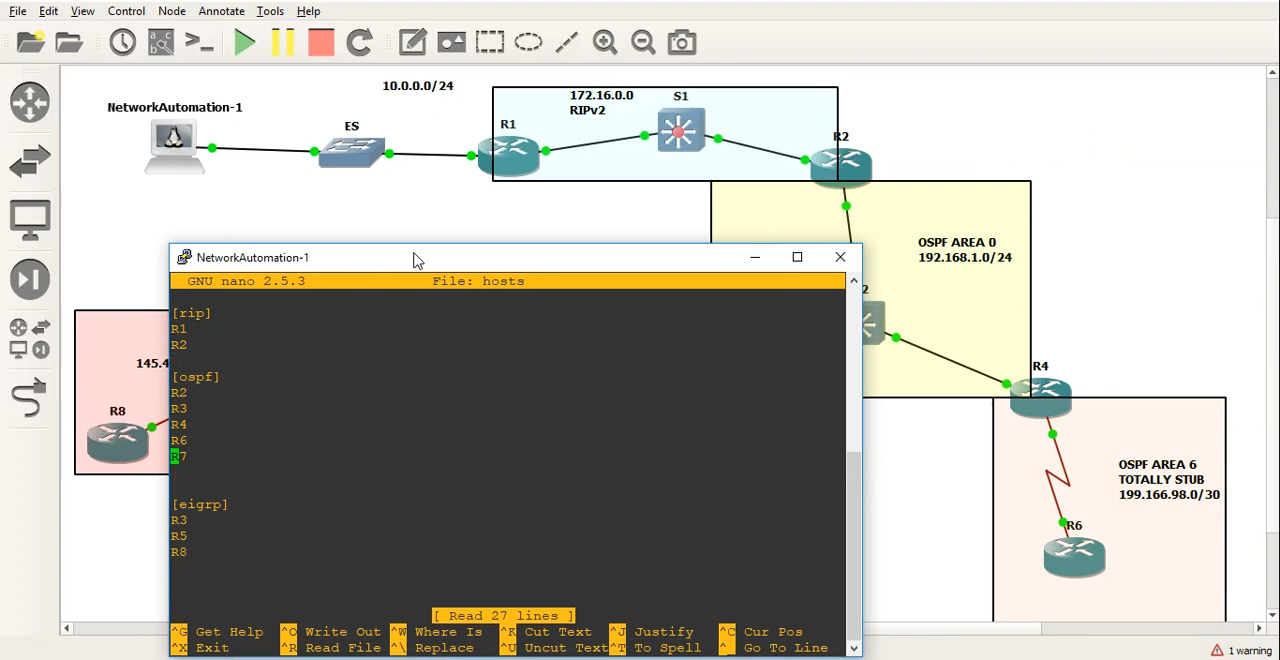 File Edit View Control Node Annotate Tools Help
10.0.0.0/24
NetworkAutomation-1
ES
R1
172.16.0.0
RIPv2
S1
R2
OSPF AREA 0
192.168.1.0/24
2
145.4
R8
R4
OSPF AREA 6
TOTALLY STUB
199.166.98.0/30
R6
NetworkAutomation-1
GNU nano 2.5.3 File: hosts
[rip]
R1
R2
[ospf]
R2
R3
R4
R6
R7
[eigrp]
R3
R5
R8
[ Read 27 lines ]
^G Get Help ^O Write Out ^W Where Is ^K Cut Text ^J Justify ^C Cur Pos
^X Exit ^R Read File ^\ Replace ^U Uncut Text ^T To Spell ^_ Go To Line
1 warning